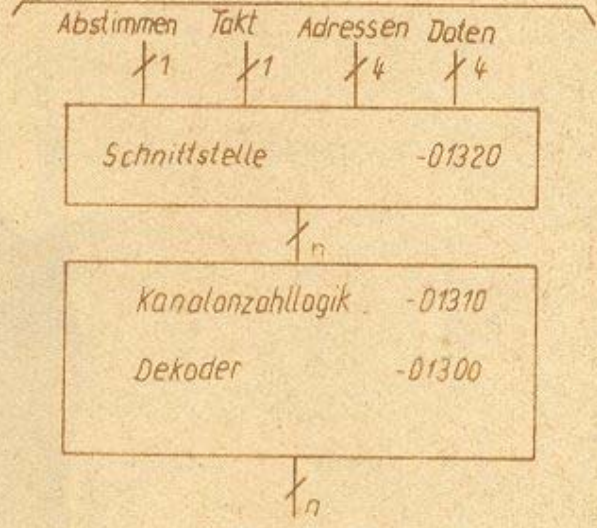 Abstimmen Takt Adressen Daten
1 1 4 4
Schnittstelle -01320
n
Kanalanzahllogik -01310
Dekoder -01300
n